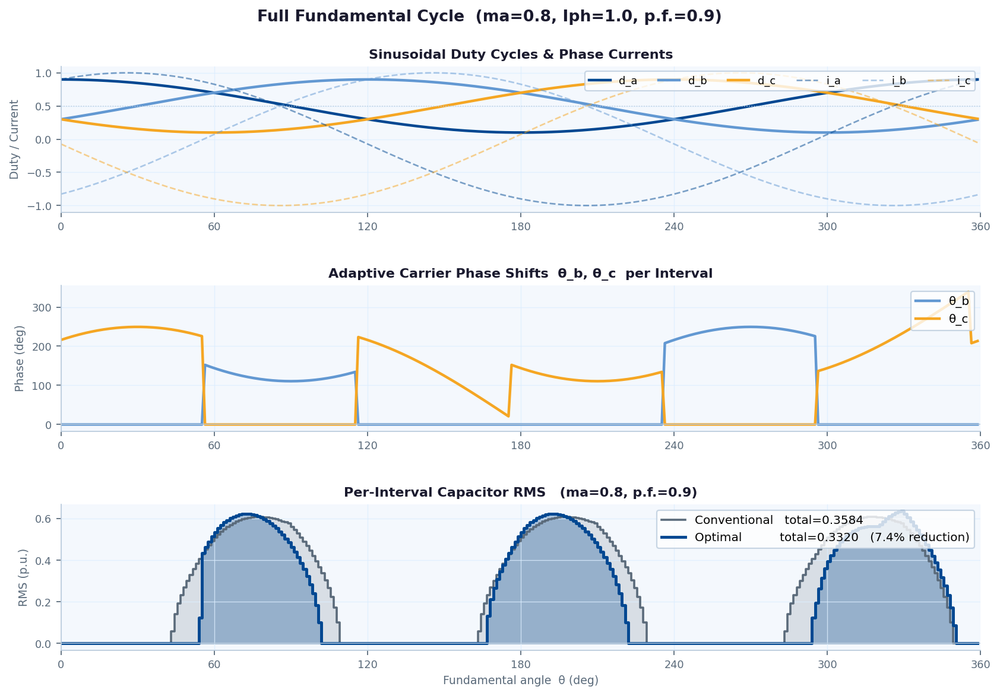 Full Fundamental Cycle  (ma=0.8, Iph=1.0, p.f.=0.9)
Sinusoidal Duty Cycles & Phase Currents
Duty / Current
1.0
0.5
0.0
−0.5
−1.0
d_a d_b d_c i_a i_b i_c
0 60 120 180 240 300 360
Adaptive Carrier Phase Shifts  θ_b, θ_c  per Interval
Phase (deg)
300
200
100
0
θ_b
θ_c
0 60 120 180 240 300 360
Per-Interval Capacitor RMS   (ma=0.8, p.f.=0.9)
RMS (p.u.)
0.6
0.4
0.2
0.0
Conventional   total=0.3584
Optimal   total=0.3320   (7.4% reduction)
0 60 120 180 240 300 360
Fundamental angle  θ (deg)